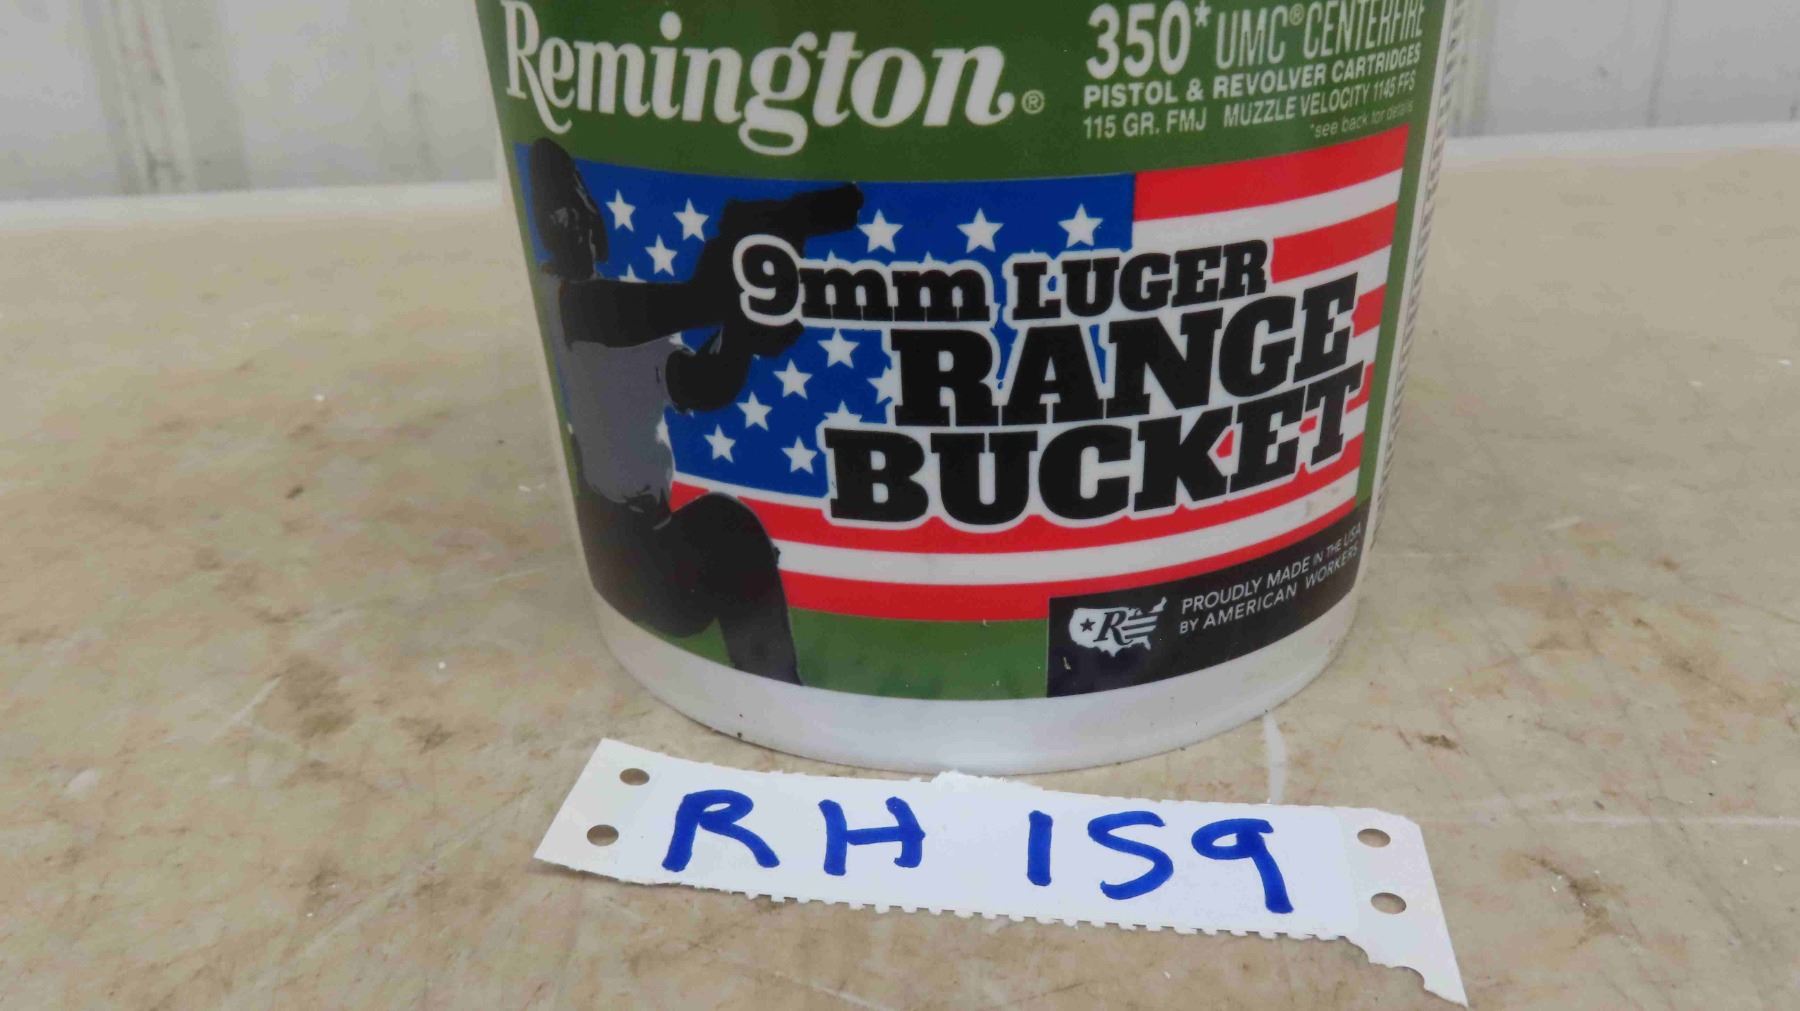 Remington®
350* UMC® CENTERFIRE
PISTOL & REVOLVER CARTRIDGES
115 GR. FMJ MUZZLE VELOCITY 1145 FPS
*see back for details
9mm LUGER
RANGE
BUCKET
R
PROUDLY MADE IN THE USA
BY AMERICAN WORKERS
RH 159